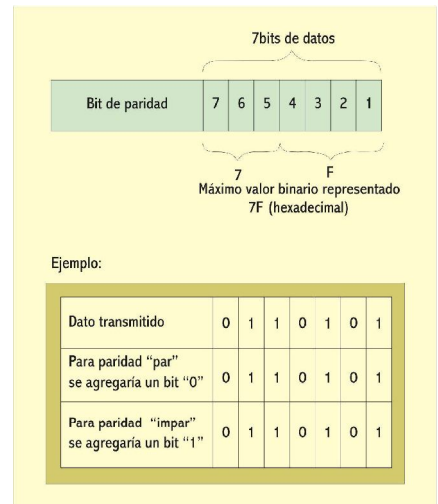 7bits de datos
Bit de paridad 7 6 5 4 3 2 1
7 F
Máximo valor binario representado
7F (hexadecimal)
Ejemplo:
Dato transmitido 0 1 1 0 1 0 1
Para paridad “par”
se agregaría un bit “0” 0 1 1 0 1 0 1
Para paridad “impar”
se agregaría un bit “1” 0 1 1 0 1 0 1